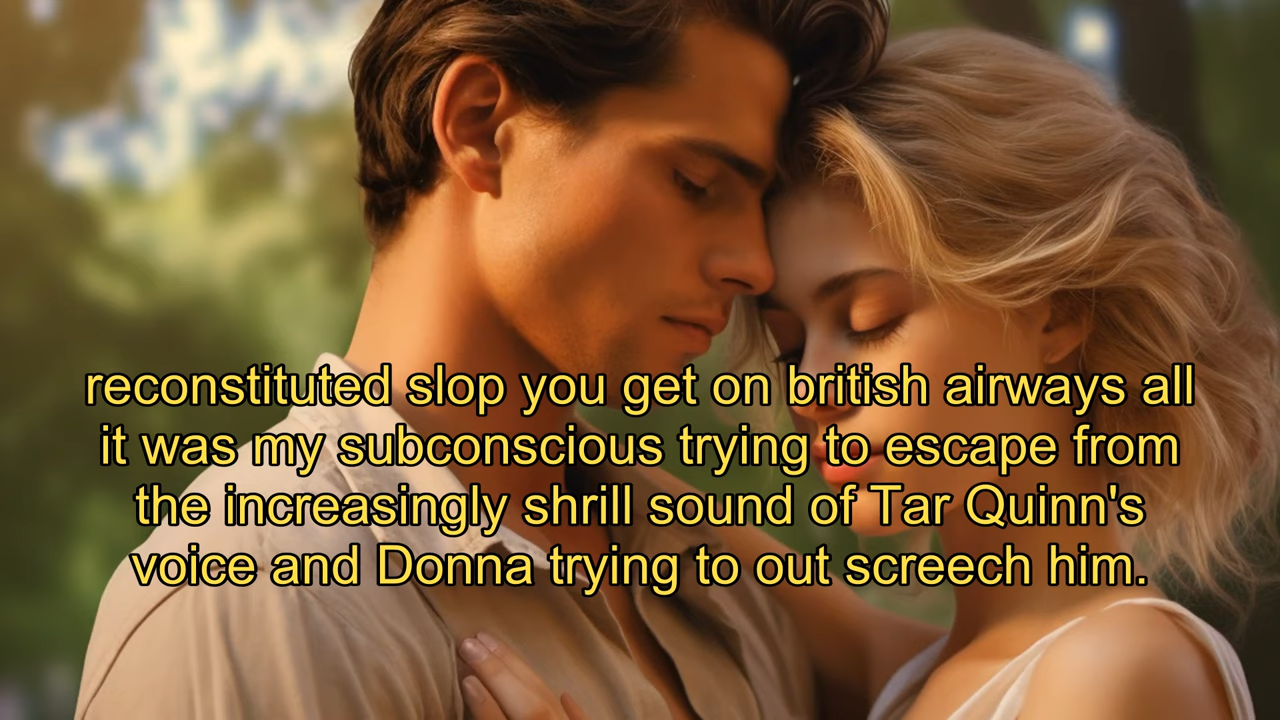 reconstituted slop you get on british airways all
it was my subconscious trying to escape from
the increasingly shrill sound of Tar Quinn's
voice and Donna trying to out screech him.